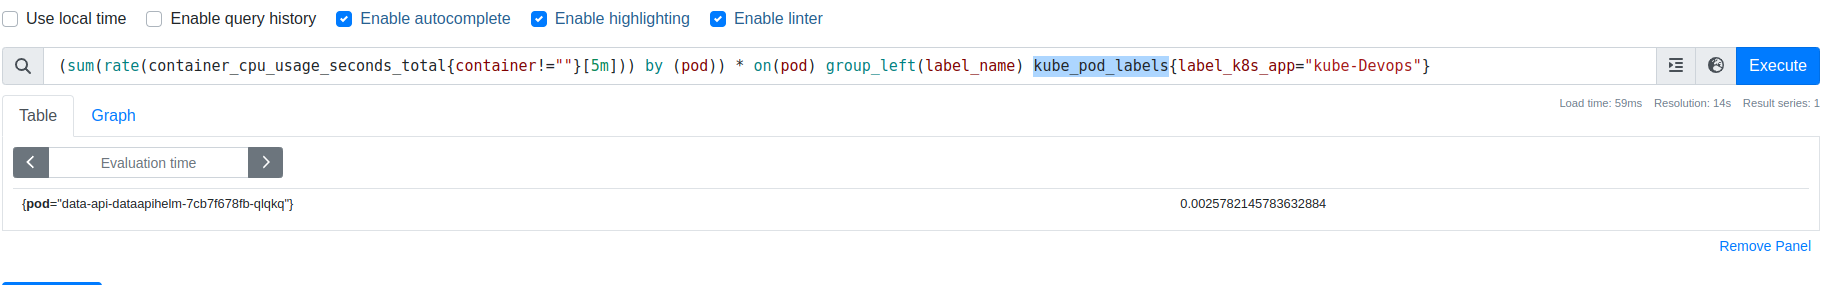 Use local time Enable query history Enable autocomplete Enable highlighting Enable linter
(sum(rate(container_cpu_usage_seconds_total{container!=""}[5m])) by (pod)) * on(pod) group_left(label_name) kube_pod_labels{label_k8s_app="kube-Devops"} Execute
Load time: 59ms Resolution: 14s Result series: 1
Table Graph
Evaluation time
{pod="data-api-dataapihelm-7cb7f678fb-qlqkq"} 0.0025782145783632884
Remove Panel